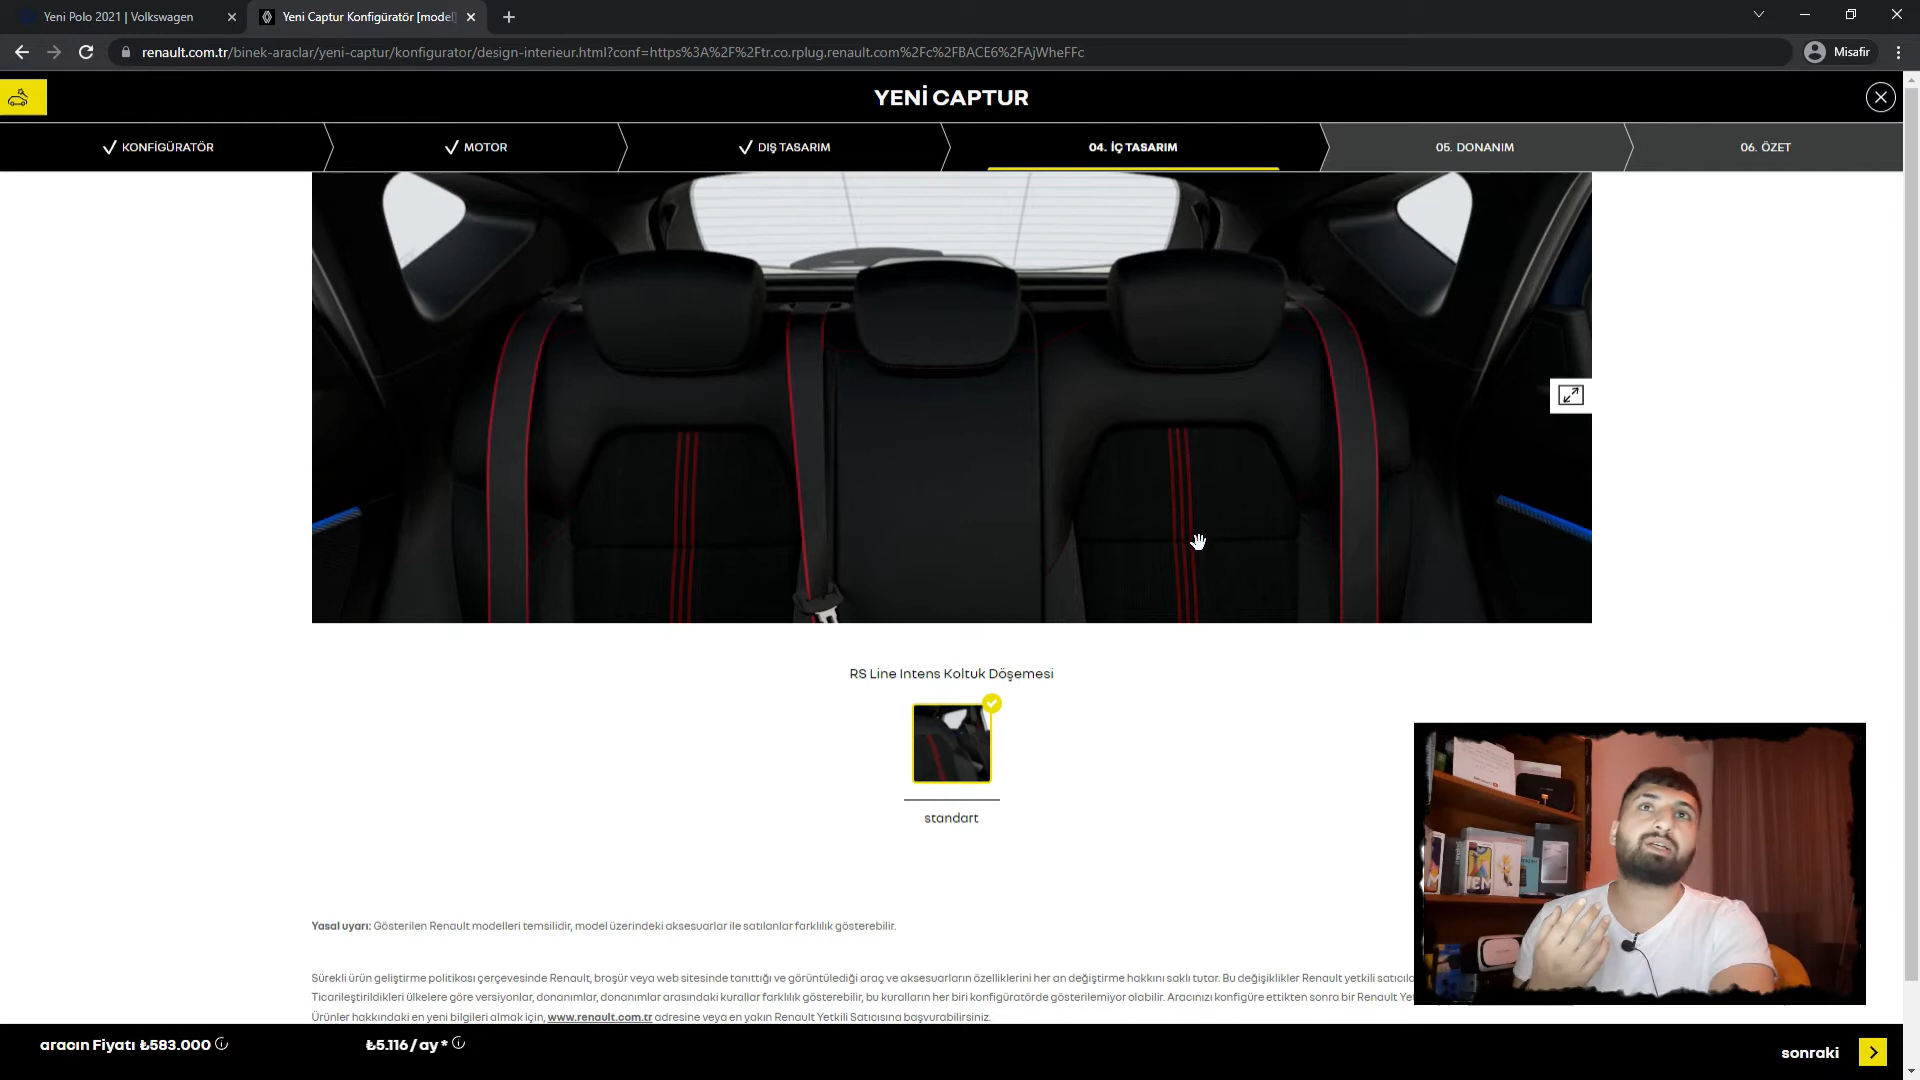 Yeni Polo 2021 | Volkswagen
Yeni Captur Konfigüratör [model]
renault.com.tr/binek-araclar/yeni-captur/konfigurator/design-interieur.html?conf=https%3A%2F%2Ftr.co.rplug.renault.com%2Fc%2FBACE6%2FAjWheFFc
Misafir
YENİ CAPTUR
KONFİGÜRATÖR
MOTOR
DIŞ TASARIM
04. İÇ TASARIM
05. DONANIM
06. ÖZET
RS Line Intens Koltuk Döşemesi
standart
Yasal uyarı: Gösterilen Renault modelleri temsilidir, model üzerindeki aksesuarlar ile satılanlar farklılık gösterebilir.
Sürekli ürün geliştirme politikası çerçevesinde Renault, broşür veya web sitesinde tanıttığı ve görüntülediği araç ve aksesuarların özelliklerini her an değiştirme hakkını saklı tutar. Bu değişiklikler Renault yetkili satıcıla
Ticarileştirildikleri ülkelere göre versiyonlar, donanımlar, donanımlar arasındaki kurallar farklılık gösterebilir, bu kuralların her biri konfigüratörde gösterilemiyor olabilir. Aracınızı konfigüre ettikten sonra bir Renault Yet
Ürünler hakkındaki en yeni bilgileri almak için, www.renault.com.tr adresine veya en yakın Renault Yetkili Satıcısına başvurabilirsiniz.
aracın Fiyatı ₺583.000
₺5.116 / ay *
sonraki